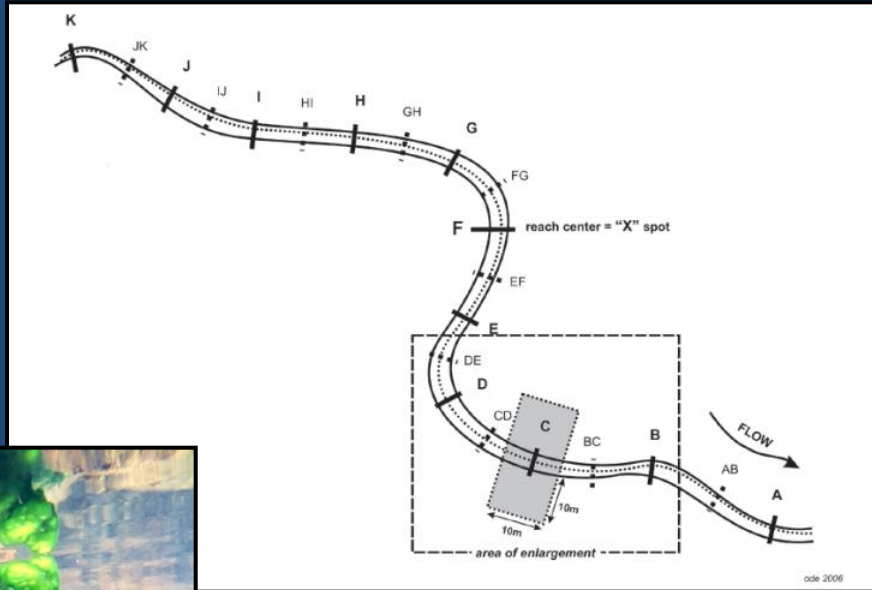 K
JK
J
IJ
I
HI
H
GH
G
FG
F
reach center = “X” spot
EF
E
DE
D
CD
C
BC
B
FLOW
AB
A
10m
10m
area of enlargement
ode 2006